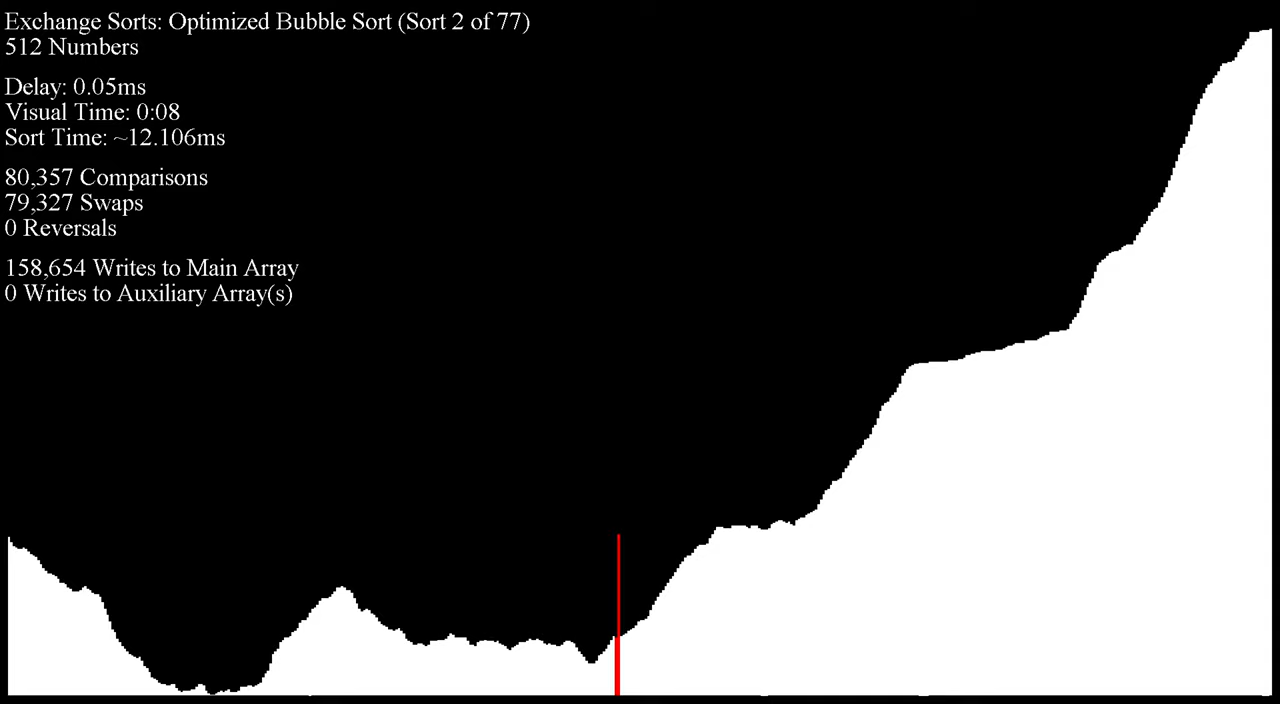 Exchange Sorts: Optimized Bubble Sort (Sort 2 of 77)
512 Numbers
Delay: 0.05ms
Visual Time: 0:08
Sort Time: ~12.106ms
80,357 Comparisons
79,327 Swaps
0 Reversals
158,654 Writes to Main Array
0 Writes to Auxiliary Array(s)